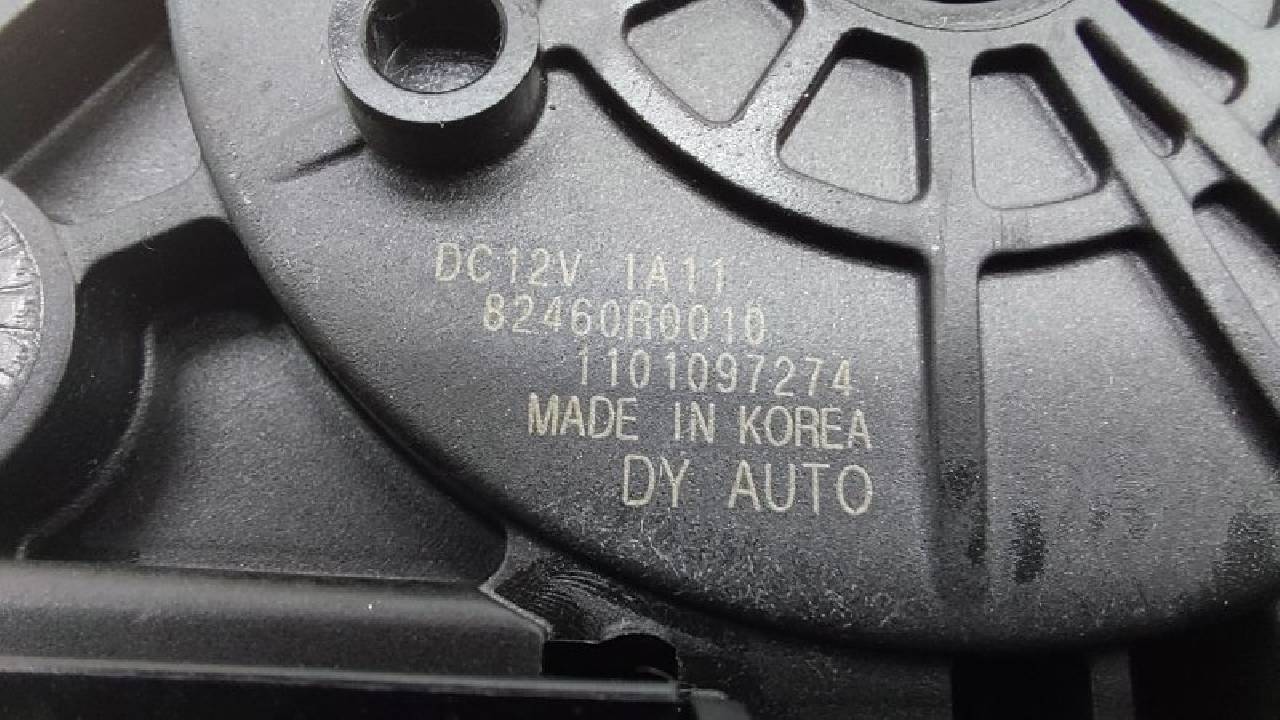 DC12V 1A11
82460R0010
1101097274
MADE IN KOREA
DY AUTO